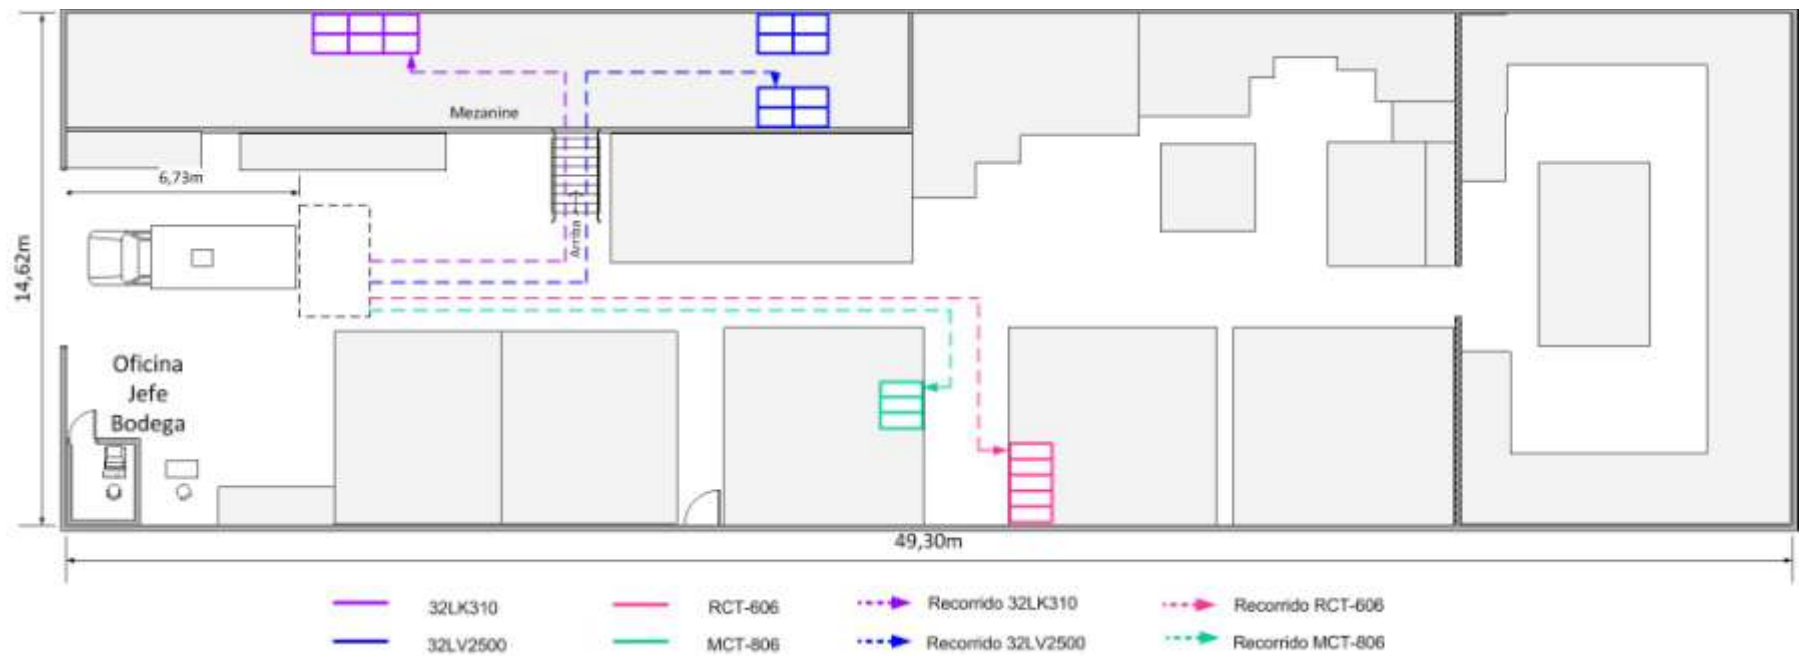 Mezanine
6,73m
Arriba
14,62m
Oficina
Jefe
Bodega
49,30m
32LK310
RCT-606
Recorrido 32LK310
Recorrido RCT-606
32LV2500
MCT-806
Recorrido 32LV2500
Recorrido MCT-806